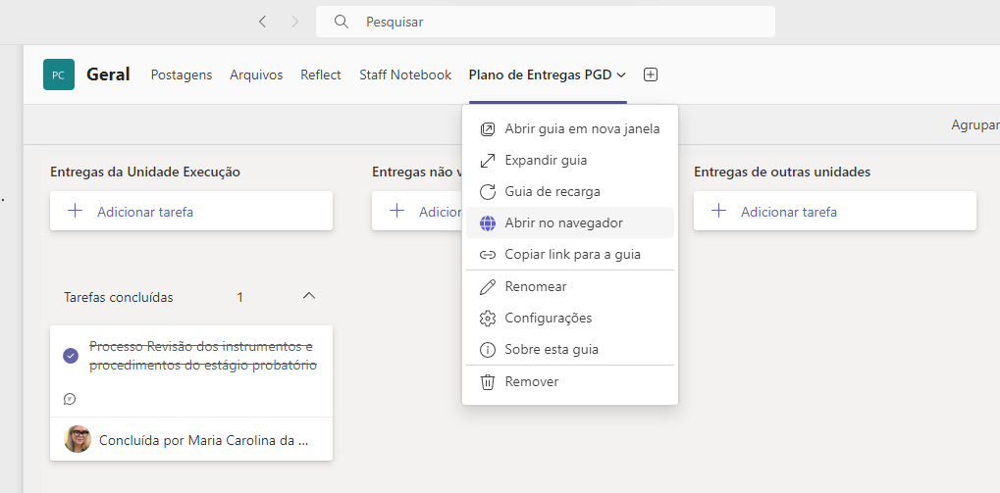 Pesquisar
PC Geral Postagens Arquivos Reflect Staff Notebook Plano de Entregas PGD
Agrupar
Abrir guia em nova janela
Expandir guia
Guia de recarga
Abrir no navegador
Copiar link para a guia
Renomear
Configurações
Sobre esta guia
Remover
Entregas da Unidade Execução
Adicionar tarefa
Tarefas concluídas 1
Processo Revisão dos instrumentos e
procedimentos do estágio probatório
Concluída por Maria Carolina da ...
Entregas não v
Adicion
Entregas de outras unidades
Adicionar tarefa